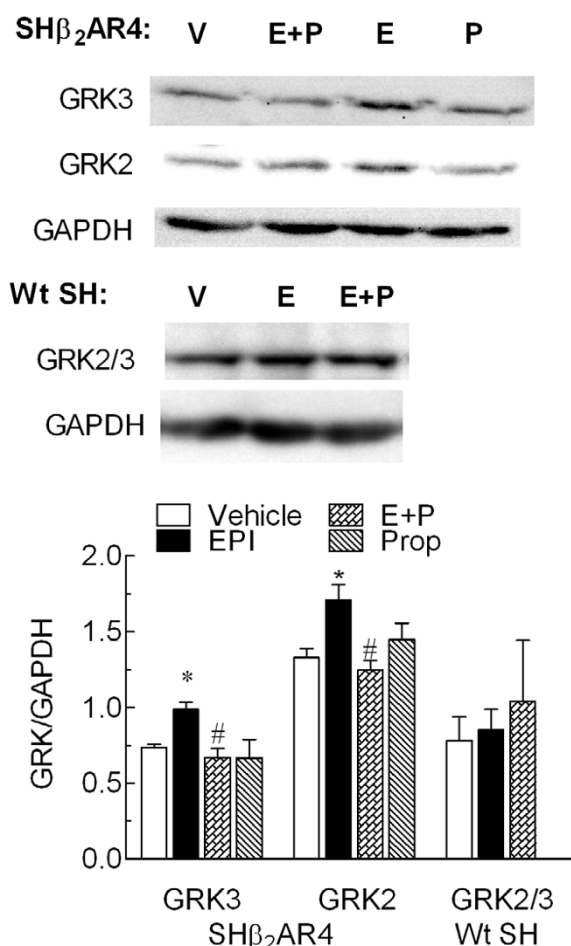 SHβ₂AR4: V E+P E P
GRK3
GRK2
GAPDH
Wt SH: V E E+P
GRK2/3
GAPDH
Vehicle E+P
EPI Prop
2.0
1.5
1.0
0.5
0.0
GRK/GAPDH
* # * #
GRK3 GRK2 GRK2/3
SHβ₂AR4 Wt SH